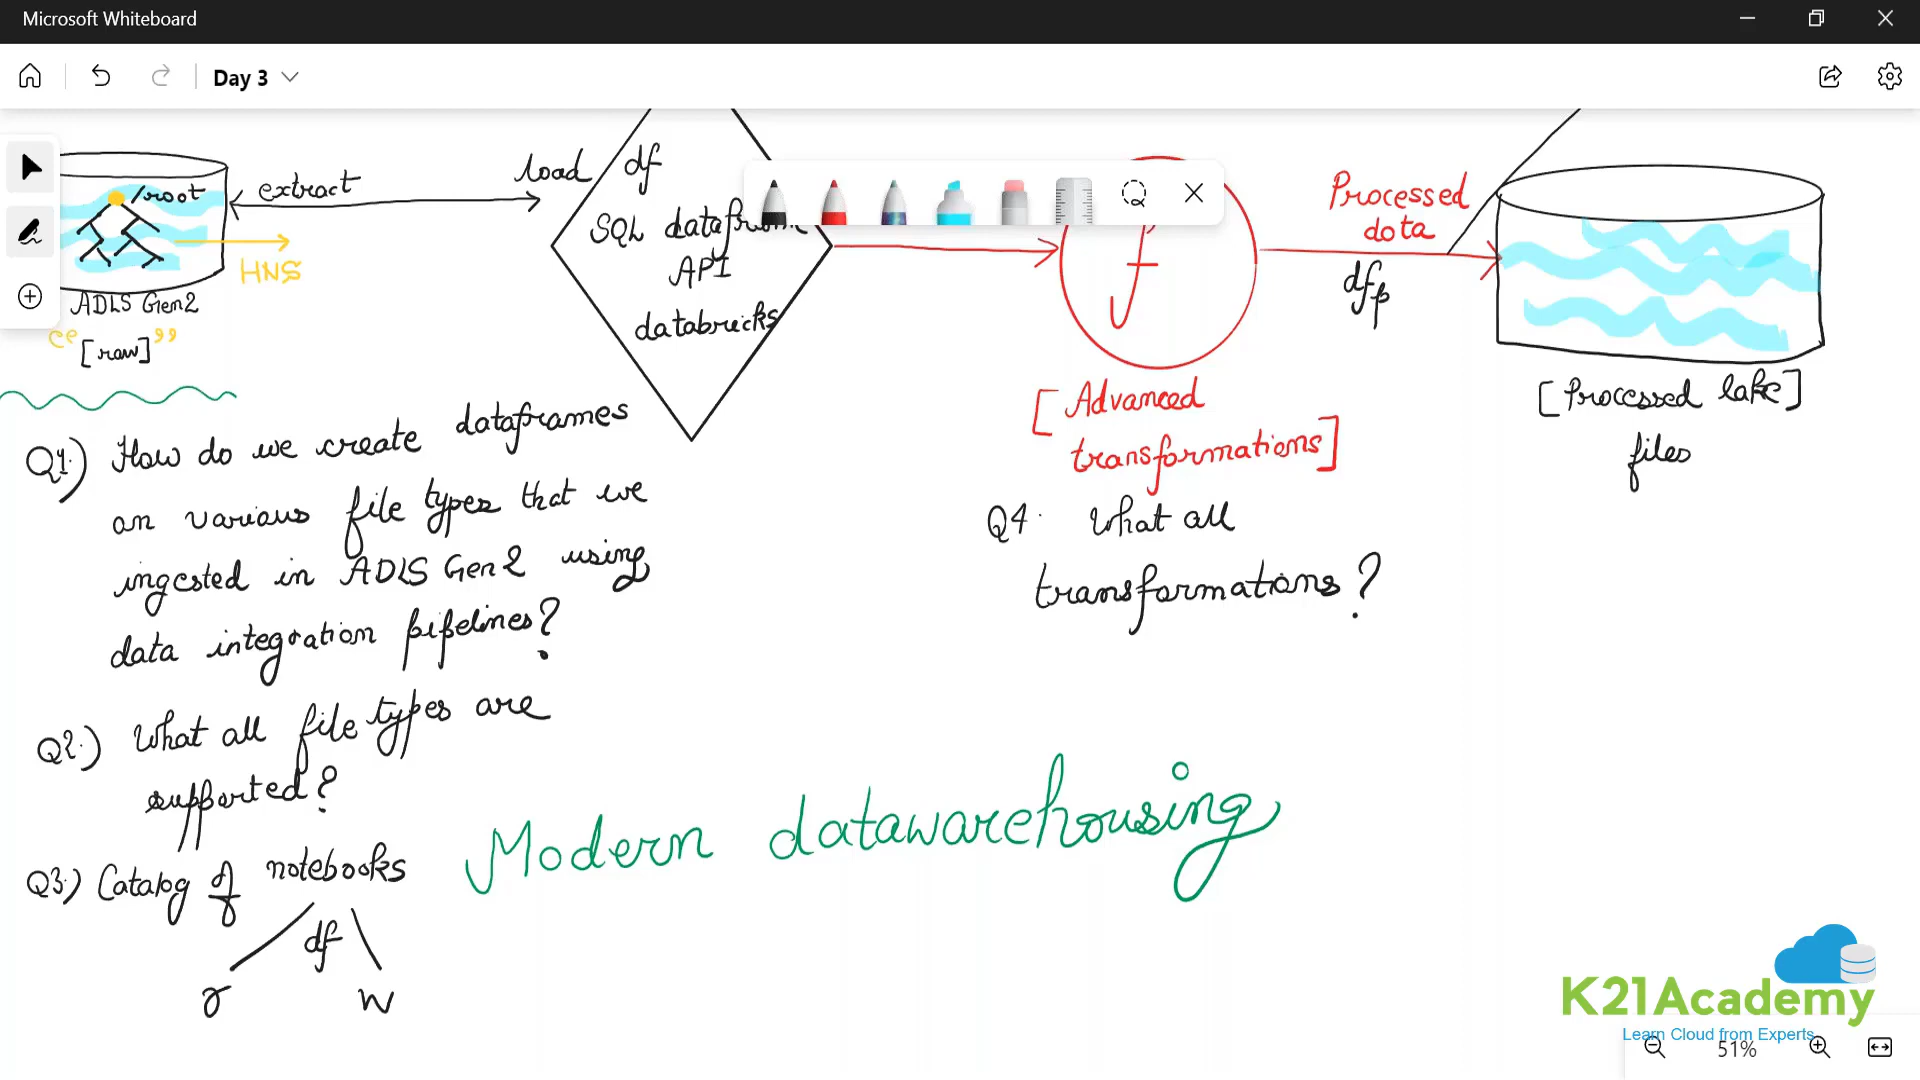 Microsoft Whiteboard
Day 3
/root
extract
load
df
SQL dataframe
API
databricks
HNS
ADLS Gen2
"[raw]"
f
Processed
data
dfp
[Advanced
transformations]
[Processed lake]
files
Q1.) How do we create dataframes
on various file types that we
ingested in ADLS Gen2 using
data integration pipelines?
Q2.) What all file types are
supported?
Q3.) Catalog of notebooks
df
r
w
Q4. What all
transformations?
Modern datawarehousing
K21Academy
Learn Cloud from Experts
51%